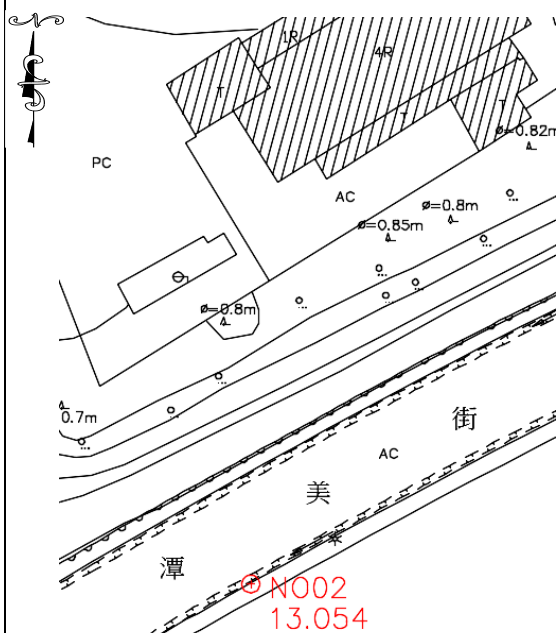 N
1R
4R
T
T
T
ø=0.82m
PC
AC
ø=0.8m
ø=0.85m
ø=0.8m
0.7m
街
AC
美
潭
NO02
13.054